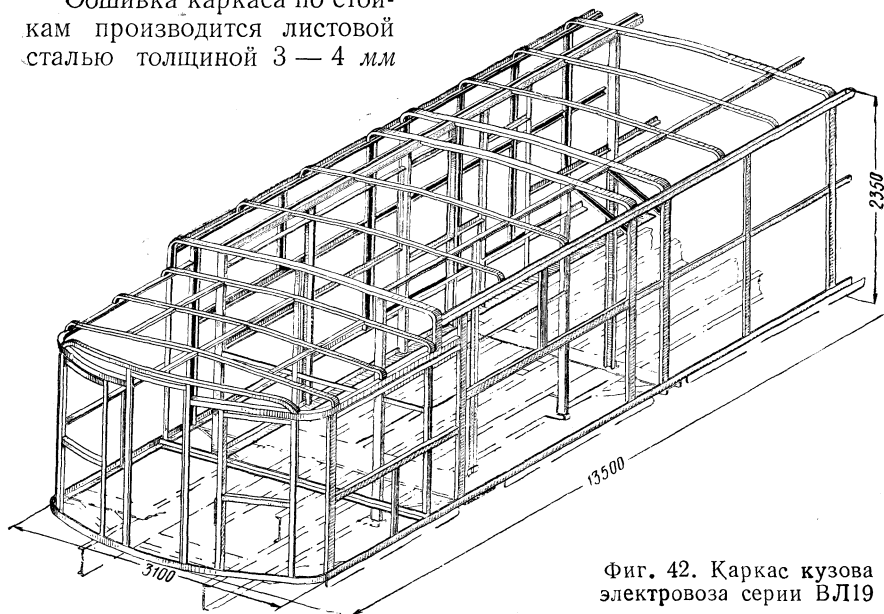 Обшивка каркаса по стой-
кам производится листовой
сталью толщиной 3 — 4 мм
2350
13500
3100
Фиг. 42. Каркас кузова
электровоза серии ВЛ19